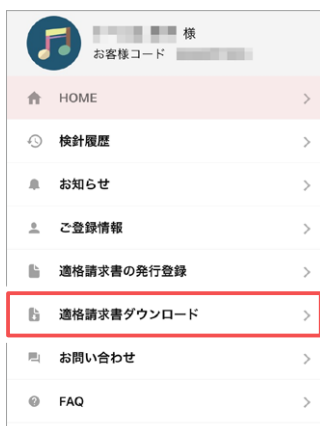 様
お客様コード
HOME
検針履歴
お知らせ
ご登録情報
適格請求書の発行登録
適格請求書ダウンロード
お問い合わせ
FAQ